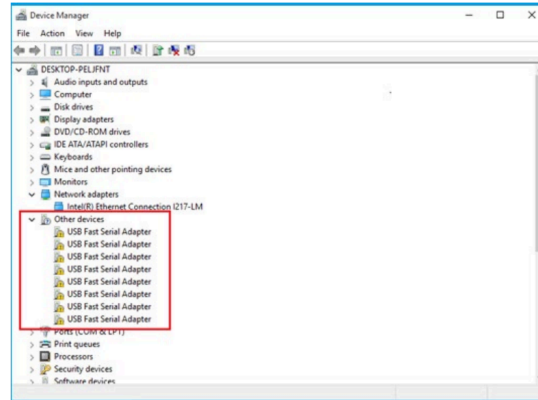 Device Manager
File Action View Help
DESKTOP-PELJFNT
Audio inputs and outputs
Computer
Disk drives
Display adapters
DVD/CD-ROM drives
IDE ATA/ATAPI controllers
Keyboards
Mice and other pointing devices
Monitors
Network adapters
Intel(R) Ethernet Connection I217-LM
Other devices
USB Fast Serial Adapter
USB Fast Serial Adapter
USB Fast Serial Adapter
USB Fast Serial Adapter
USB Fast Serial Adapter
USB Fast Serial Adapter
USB Fast Serial Adapter
USB Fast Serial Adapter
Ports (COM & LPT)
Print queues
Processors
Security devices
Software devices